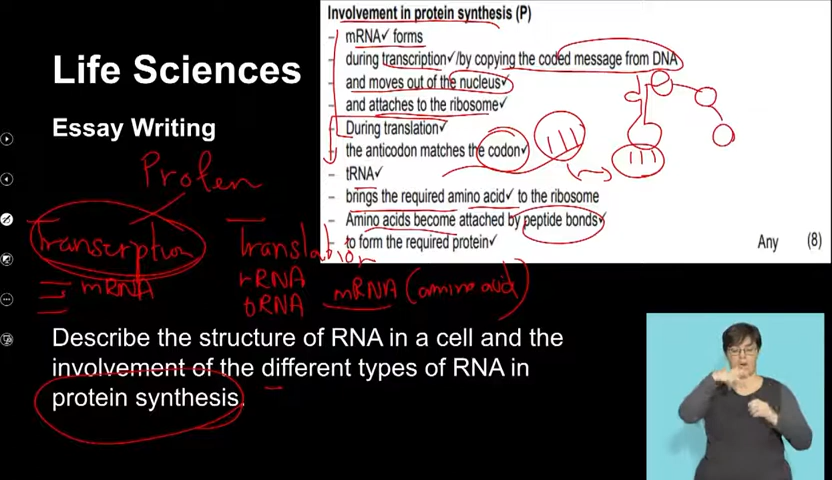 Life Sciences
Essay Writing
Involvement in protein synthesis (P)
- mRNA✓ forms
- during transcription✓/by copying the coded message from DNA
- and moves out of the nucleus✓
- and attaches to the ribosome✓
- During translation✓
- the anticodon matches the codon✓
- tRNA✓
- brings the required amino acid✓ to the ribosome
- Amino acids become attached by peptide bonds✓
- to form the required protein✓
Any (8)
Protein
Transcription
mRNA
Translation
rRNA
tRNA
mRNA (amino acid)
Describe the structure of RNA in a cell and the
involvement of the different types of RNA in
protein synthesis.